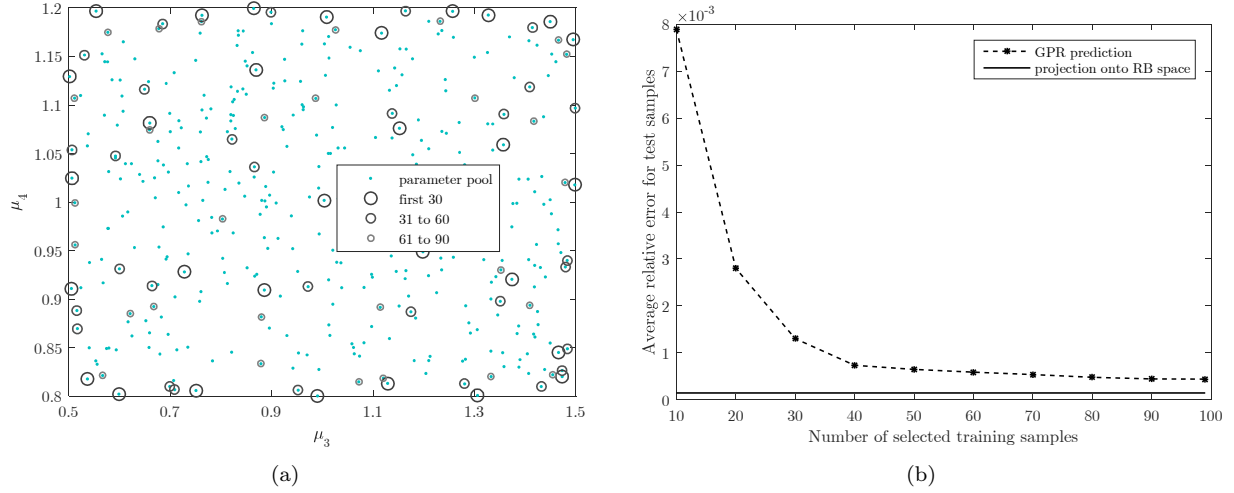 1.2
1.15
1.1
1.05
1
0.95
0.9
0.85
0.8
μ4
0.5 0.7 0.9 1.1 1.3 1.5
μ3
parameter pool
first 30
31 to 60
61 to 90
(a)
×10-3
8
7
6
5
4
3
2
1
0
Average relative error for test samples
10 20 30 40 50 60 70 80 90 100
Number of selected training samples
GPR prediction
projection onto RB space
(b)